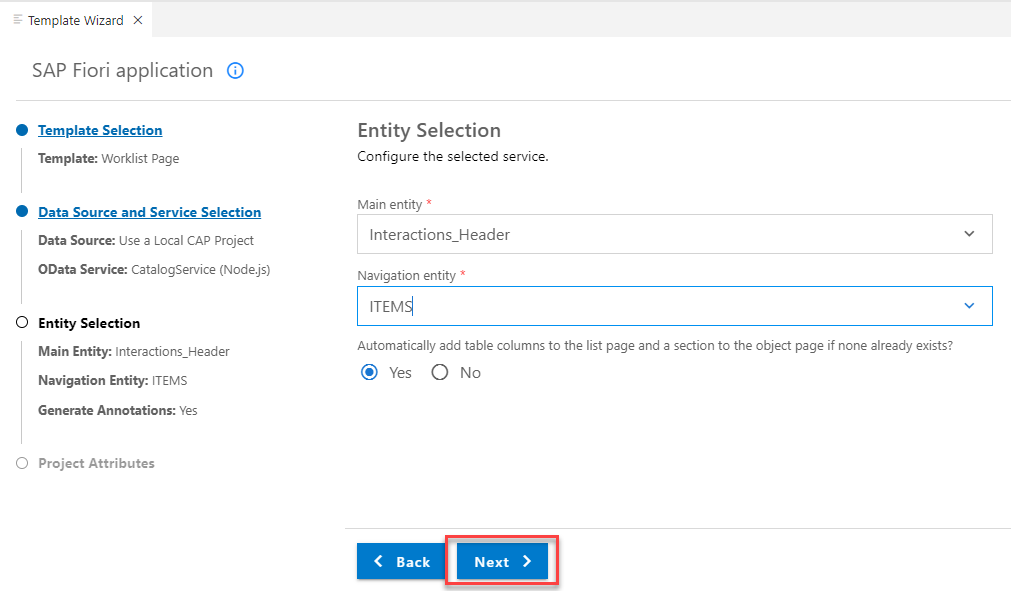 Template Wizard
SAP Fiori application
Template Selection
Template: Worklist Page
Data Source and Service Selection
Data Source: Use a Local CAP Project
OData Service: CatalogService (Node.js)
Entity Selection
Main Entity: Interactions_Header
Navigation Entity: ITEMS
Generate Annotations: Yes
Project Attributes
Entity Selection
Configure the selected service.
Main entity *
Interactions_Header
Navigation entity *
ITEMS
Automatically add table columns to the list page and a section to the object page if none already exists?
Yes No
Back Next